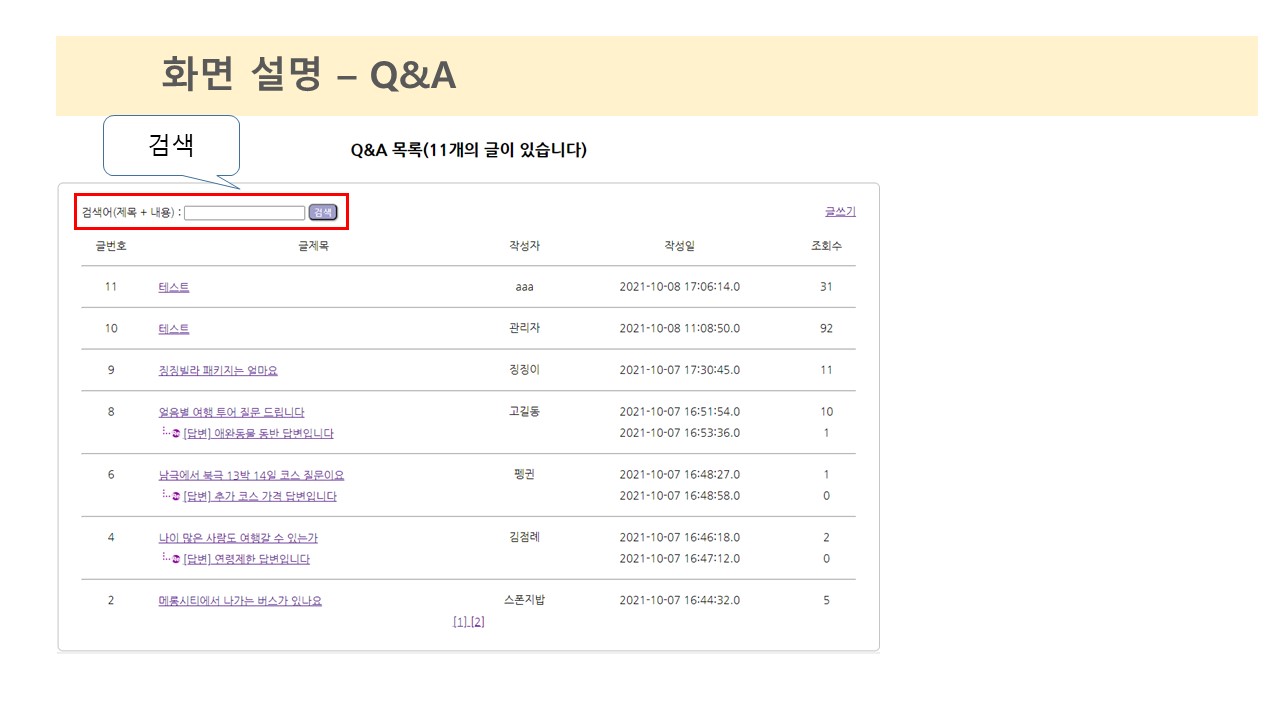 화면 설명 – Q&A
검색
Q&A 목록(11개의 글이 있습니다)
검색어(제목 + 내용) : 검색 글쓰기
글번호 글제목 작성자 작성일 조회수
11 테스트 aaa 2021-10-08 17:06:14.0 31
10 테스트 관리자 2021-10-08 11:08:50.0 92
9 징징빌라 패키지는 얼마요 징징이 2021-10-07 17:30:45.0 11
8 얼음별 여행 투어 질문 드립니다 고길동 2021-10-07 16:51:54.0 10
[답변] 애완동물 동반 답변입니다 2021-10-07 16:53:36.0 1
6 남극에서 북극 13박 14일 코스 질문이요 펭귄 2021-10-07 16:48:27.0 1
[답변] 추가 코스 가격 답변입니다 2021-10-07 16:48:58.0 0
4 나이 많은 사람도 여행갈 수 있는가 김점례 2021-10-07 16:46:18.0 2
[답변] 연령제한 답변입니다 2021-10-07 16:47:12.0 0
2 메롱시티에서 나가는 버스가 있나요 스폰지밥 2021-10-07 16:44:32.0 5
[1] [2]